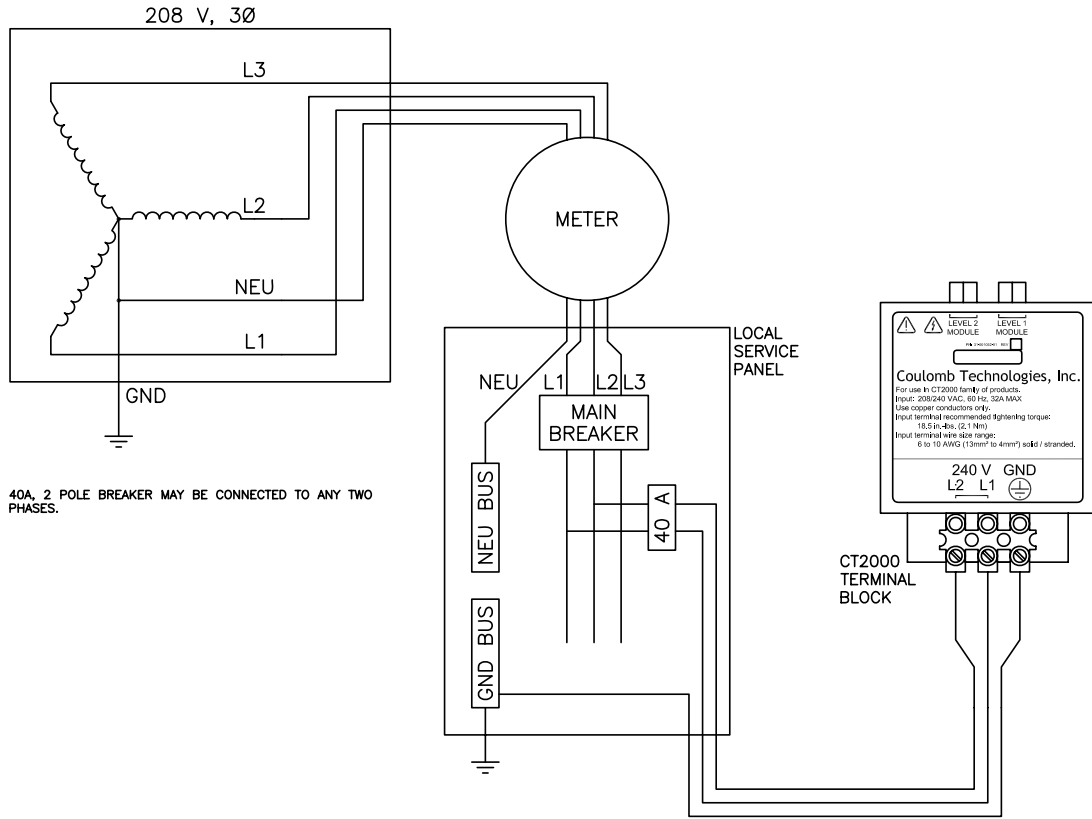 208 V, 3Ø
L3
L2
NEU
L1
GND
METER
40A, 2 POLE BREAKER MAY BE CONNECTED TO ANY TWO
PHASES.
LOCAL
SERVICE
PANEL
NEU L1 L2 L3
MAIN
BREAKER
NEU BUS
40 A
GND BUS
LEVEL 2
MODULE
LEVEL 1
MODULE
Coulomb Technologies, Inc.
For use in CT2000 family of products.
Input: 208/240 VAC, 60 Hz, 32A MAX
Use copper conductors only.
Input terminal recommended tightening torque:
18.5 in.-lbs. (2.1 Nm)
Input terminal wire size range:
6 to 10 AWG (13mm² to 4mm²) solid / stranded.
240 V GND
L2 L1
CT2000
TERMINAL
BLOCK